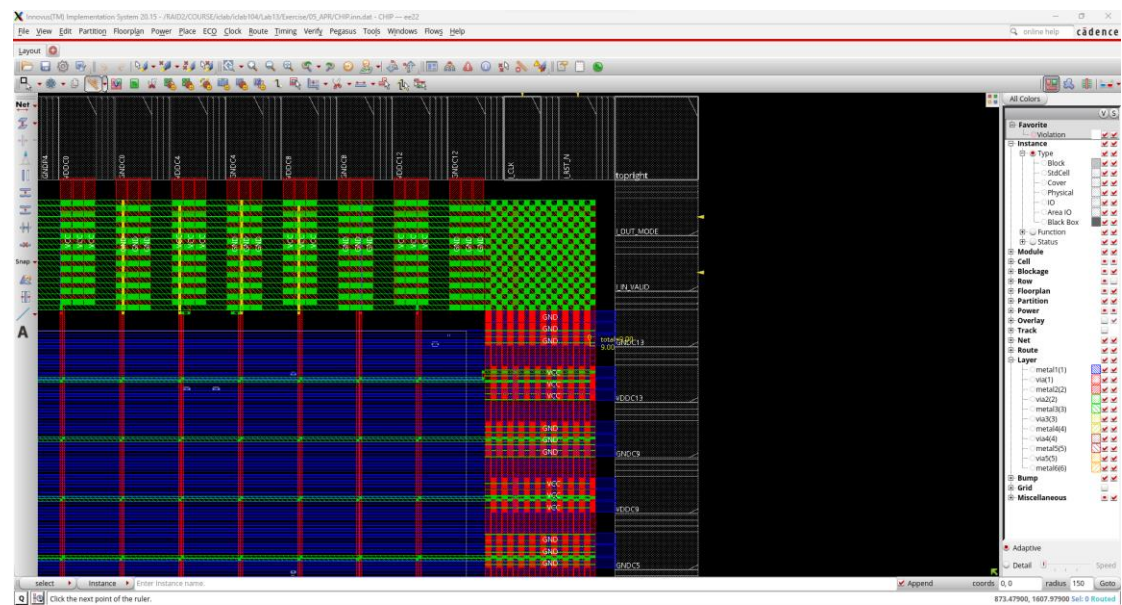 Innovus(TM) Implementation System 20.15 - /RAID2/COURSE/iclab/iclab104/Lab13/Exercise/05_APR/CHIP.inn.dat - CHIP — ee22
File View Edit Partition Floorplan Power Place ECO Clock Route Timing Verify Pegasus Tools Windows Flows Help
online help
cādence
Layout
Net
Snap
A
GNDP4 VDDC0 GNDC0 VDDC4 GNDC4 VDDC8 GNDC8 VDDC12 GNDC12 I_CLK I_RST_N
topright
I_OUT_MODE
I_IN_VALID
GND
GND
GND
GNDC13
VCC
VCC
VCC
VDDC13
GND
GND
GND
GNDC9
VCC
VCC
VCC
VDDC9
GND
GND
GND
GNDC5
All Colors
V S
Favorite
Violation
Instance
Type
Block
StdCell
Cover
Physical
IO
Area IO
Black Box
Function
Status
Module
Cell
Blockage
Row
Floorplan
Partition
Power
Overlay
Track
Net
Route
Layer
metal1(1)
via(1)
metal2(2)
via2(2)
metal3(3)
via3(3)
metal4(4)
via4(4)
metal5(5)
via5(5)
metal6(6)
Bump
Grid
Miscellaneous
Adaptive
Detail Speed
select Instance Enter Instance name. Append coords 0, 0 radius 150 Goto
Q Click the next point of the ruler. 873.47900, 1607.97900 Sel: 0 Routed